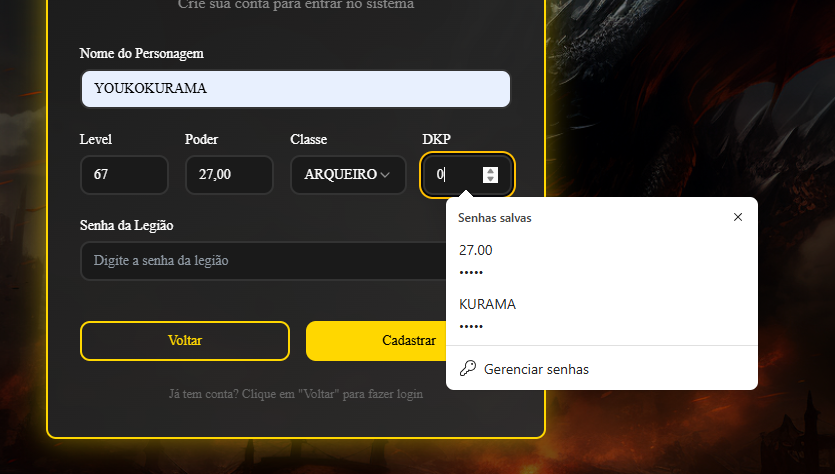 Crie sua conta para entrar no sistema
Nome do Personagem
YOUKOKURAMA
Level Poder Classe DKP
67 27,00 ARQUEIRO 0
Senha da Legião
Digite a senha da legião
Senhas salvas
27.00
•••••
KURAMA
•••••
Gerenciar senhas
Voltar Cadastrar
Já tem conta? Clique em "Voltar" para fazer login